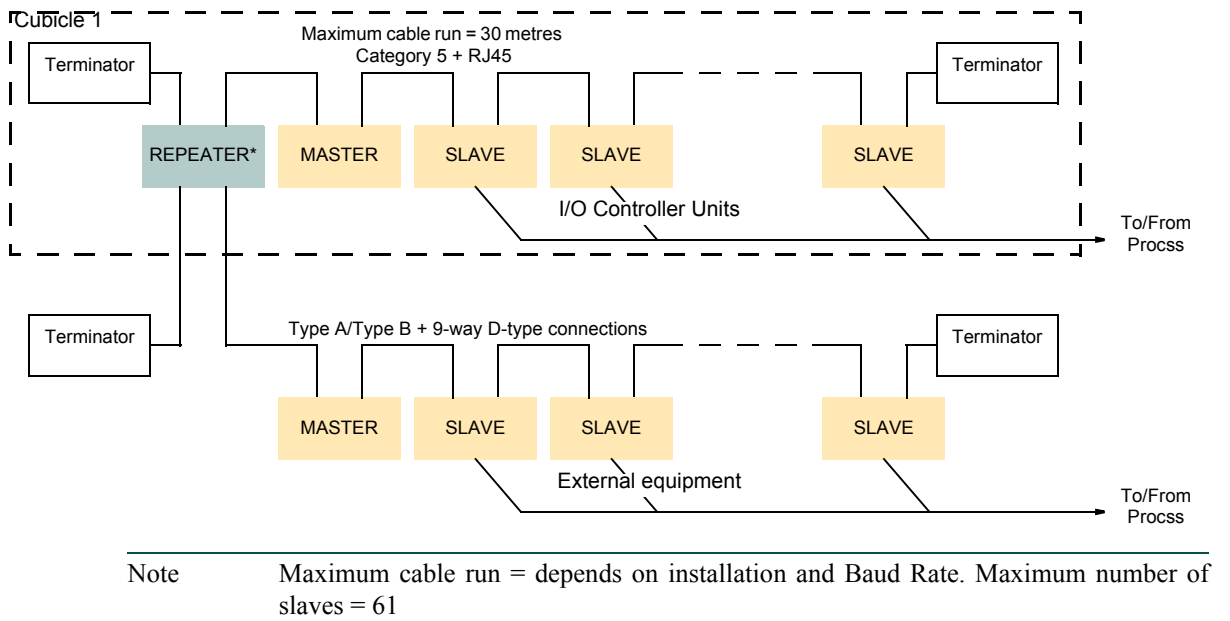 Cubicle 1
Maximum cable run = 30 metres
Category 5 + RJ45
Terminator
Terminator
REPEATER*
MASTER
SLAVE
SLAVE
SLAVE
I/O Controller Units
To/From
Procss
Terminator
Type A/Type B + 9-way D-type connections
Terminator
MASTER
SLAVE
SLAVE
SLAVE
External equipment
To/From
Procss
Note Maximum cable run = depends on installation and Baud Rate. Maximum number of
slaves = 61